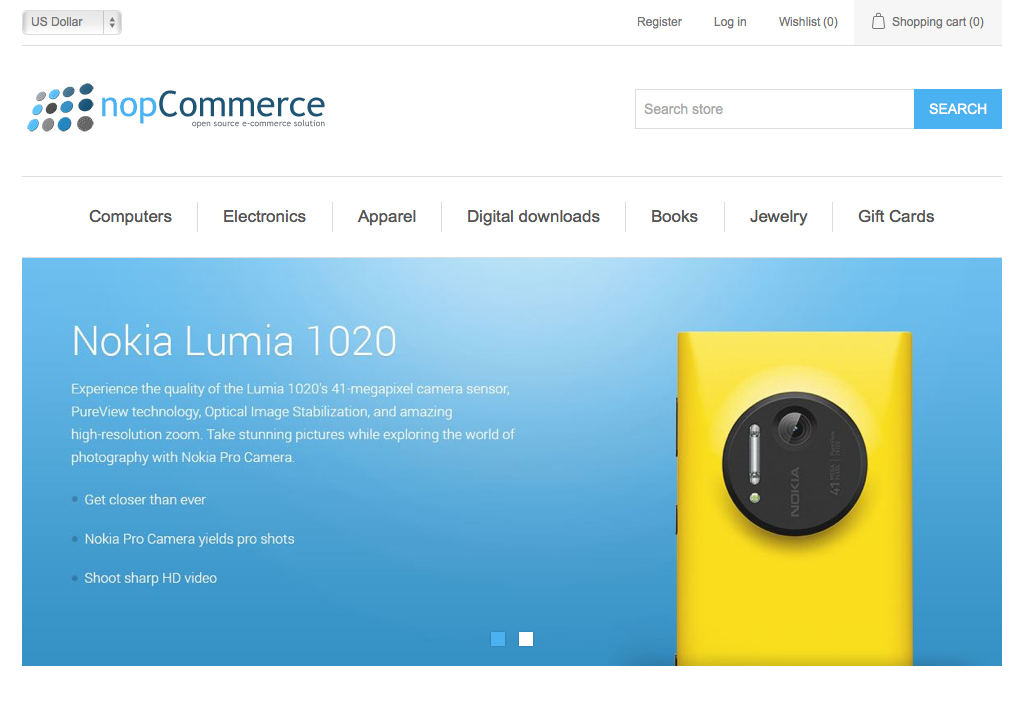 US Dollar
Register
Log in
Wishlist (0)
Shopping cart (0)
nopCommerce
open source e-commerce solution
Search store
SEARCH
Computers
Electronics
Apparel
Digital downloads
Books
Jewelry
Gift Cards
Nokia Lumia 1020
Experience the quality of the Lumia 1020's 41-megapixel camera sensor,
PureView technology, Optical Image Stabilization, and amazing
high-resolution zoom. Take stunning pictures while exploring the world of
photography with Nokia Pro Camera.
Get closer than ever
Nokia Pro Camera yields pro shots
Shoot sharp HD video
NOKIA
41